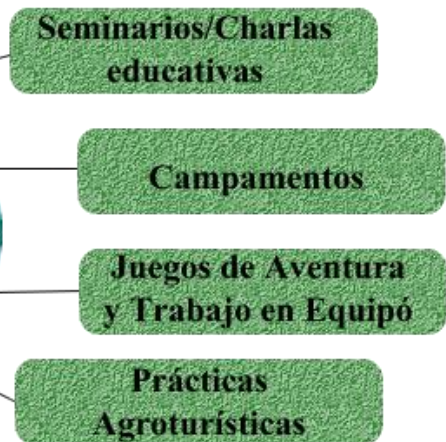 Seminarios/Charlas
educativas
Campamentos
Juegos de Aventura
y Trabajo en Equipó
Prácticas
Agroturísticas